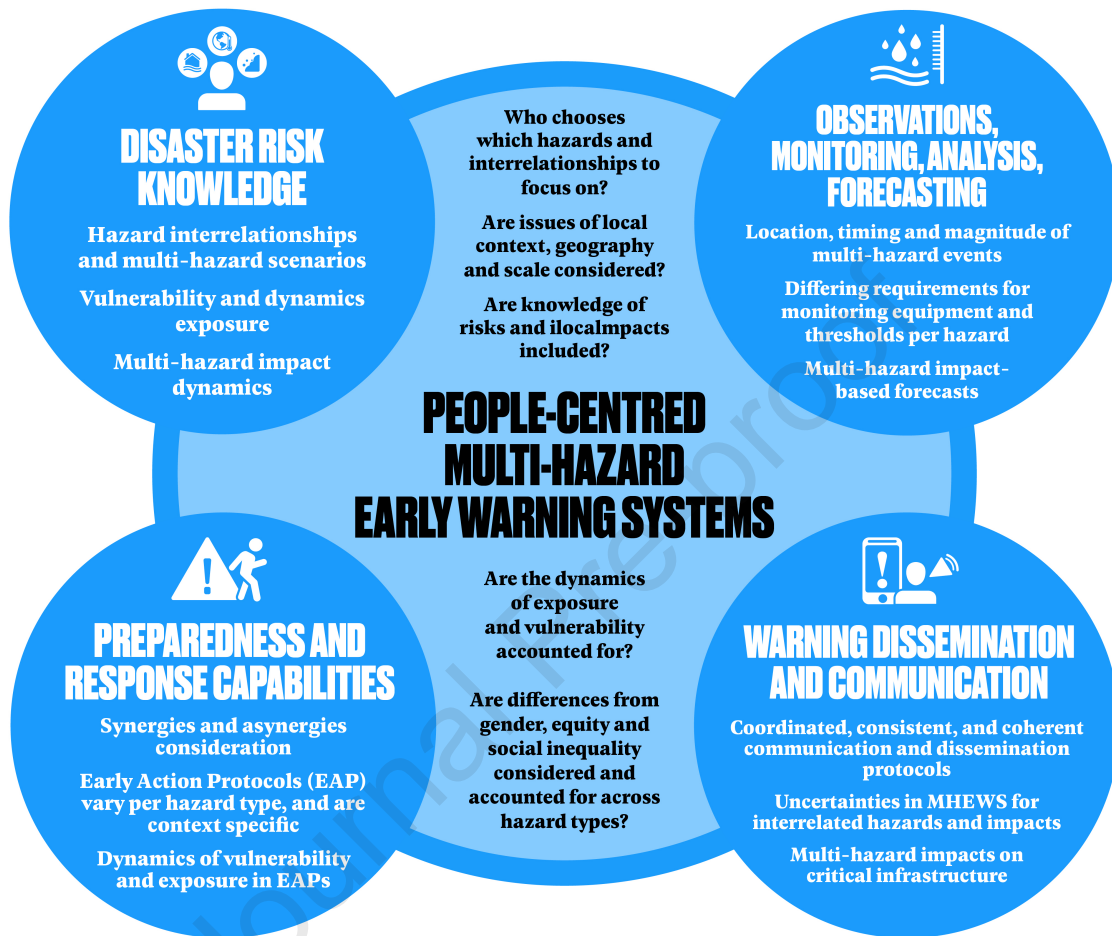 DISASTER RISK
KNOWLEDGE
Hazard interrelationships
and multi-hazard scenarios
Vulnerability and dynamics
exposure
Multi-hazard impact
dynamics
OBSERVATIONS,
MONITORING, ANALYSIS,
FORECASTING
Location, timing and magnitude of
multi-hazard events
Differing requirements for
monitoring equipment and
thresholds per hazard
Multi-hazard impact-
based forecasts
Who chooses
which hazards and
interrelationships to
focus on?
Are issues of local
context, geography
and scale considered?
Are knowledge of
risks and ilocalmpacts
included?
PEOPLE-CENTRED
MULTI-HAZARD
EARLY WARNING SYSTEMS
Are the dynamics
of exposure
and vulnerability
accounted for?
Are differences from
gender, equity and
social inequality
considered and
accounted for across
hazard types?
PREPAREDNESS AND
RESPONSE CAPABILITIES
Synergies and asynergies
consideration
Early Action Protocols (EAP)
vary per hazard type, and are
context specific
Dynamics of vulnerability
and exposure in EAPs
WARNING DISSEMINATION
AND COMMUNICATION
Coordinated, consistent, and coherent
communication and dissemination
protocols
Uncertainties in MHEWS for
interrelated hazards and impacts
Multi-hazard impacts on
critical infrastructure
Journal Pre-proof